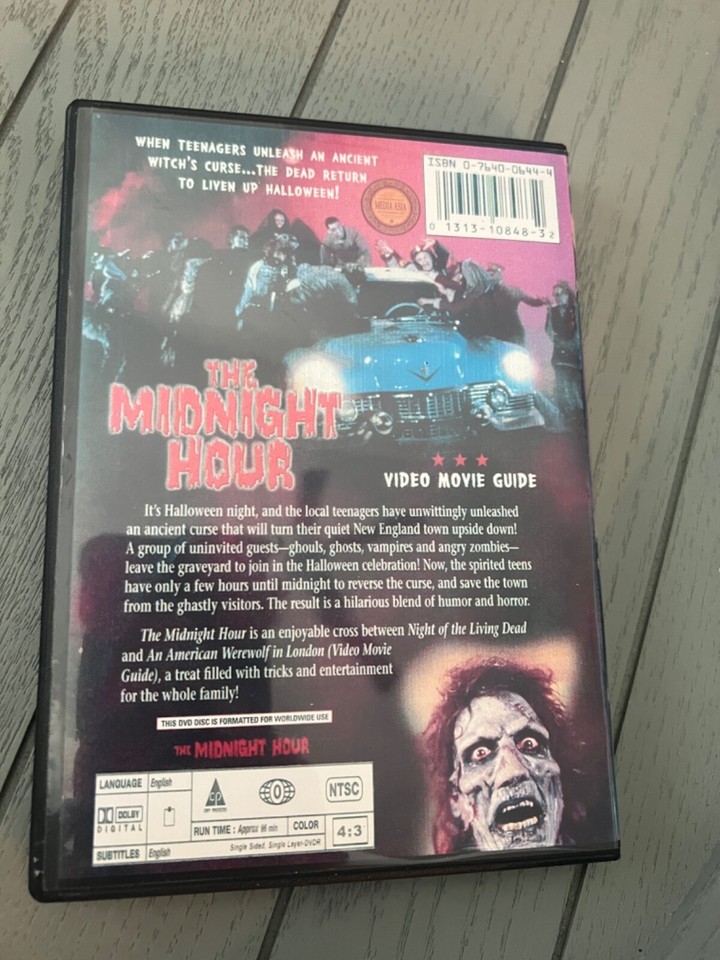 WHEN TEENAGERS UNLEASH AN ANCIENT
WITCH'S CURSE...THE DEAD RETURN
TO LIVEN UP HALLOWEEN!
MEDIA ASIA
ISBN 0-7640-0644-4
0 1313-10848-3 2
THE
MIDNIGHT
HOUR
VIDEO MOVIE GUIDE
It's Halloween night, and the local teenagers have unwittingly unleashed
an ancient curse that will turn their quiet New England town upside down!
A group of uninvited guests—ghouls, ghosts, vampires and angry zombies—
leave the graveyard to join in the Halloween celebration! Now, the spirited teens
have only a few hours until midnight to reverse the curse, and save the town
from the ghastly visitors. The result is a hilarious blend of humor and horror.
The Midnight Hour is an enjoyable cross between Night of the Living Dead
and An American Werewolf in London (Video Movie
Guide), a treat filled with tricks and entertainment
for the whole family!
THIS DVD DISC IS FORMATTED FOR WORLDWIDE USE
THE MIDNIGHT HOUR
LANGUAGE English
DOLBY
DIGITAL
SUBTITLES English
RUN TIME : Approx 96 min
COLOR
0
NTSC
4:3
Single Sided, Single Layer-DVDR